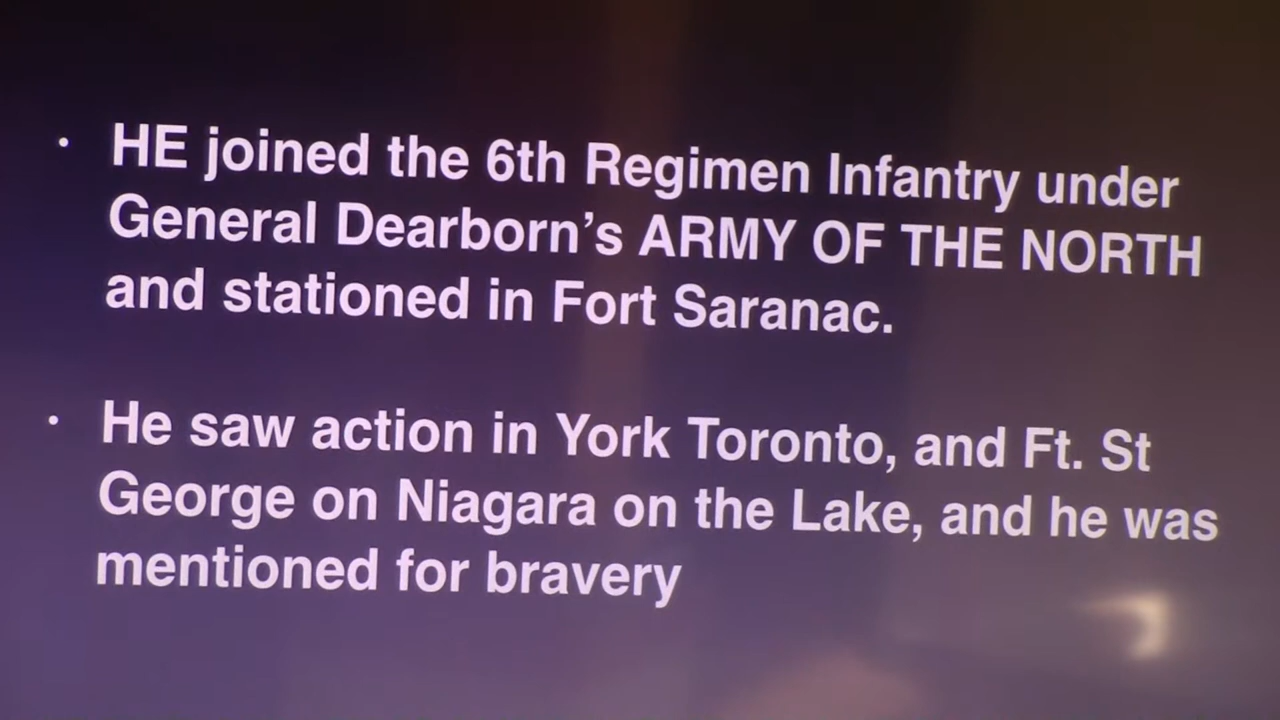 • HE joined the 6th Regimen Infantry under
General Dearborn’s ARMY OF THE NORTH
and stationed in Fort Saranac.
• He saw action in York Toronto, and Ft. St
George on Niagara on the Lake, and he was
mentioned for bravery